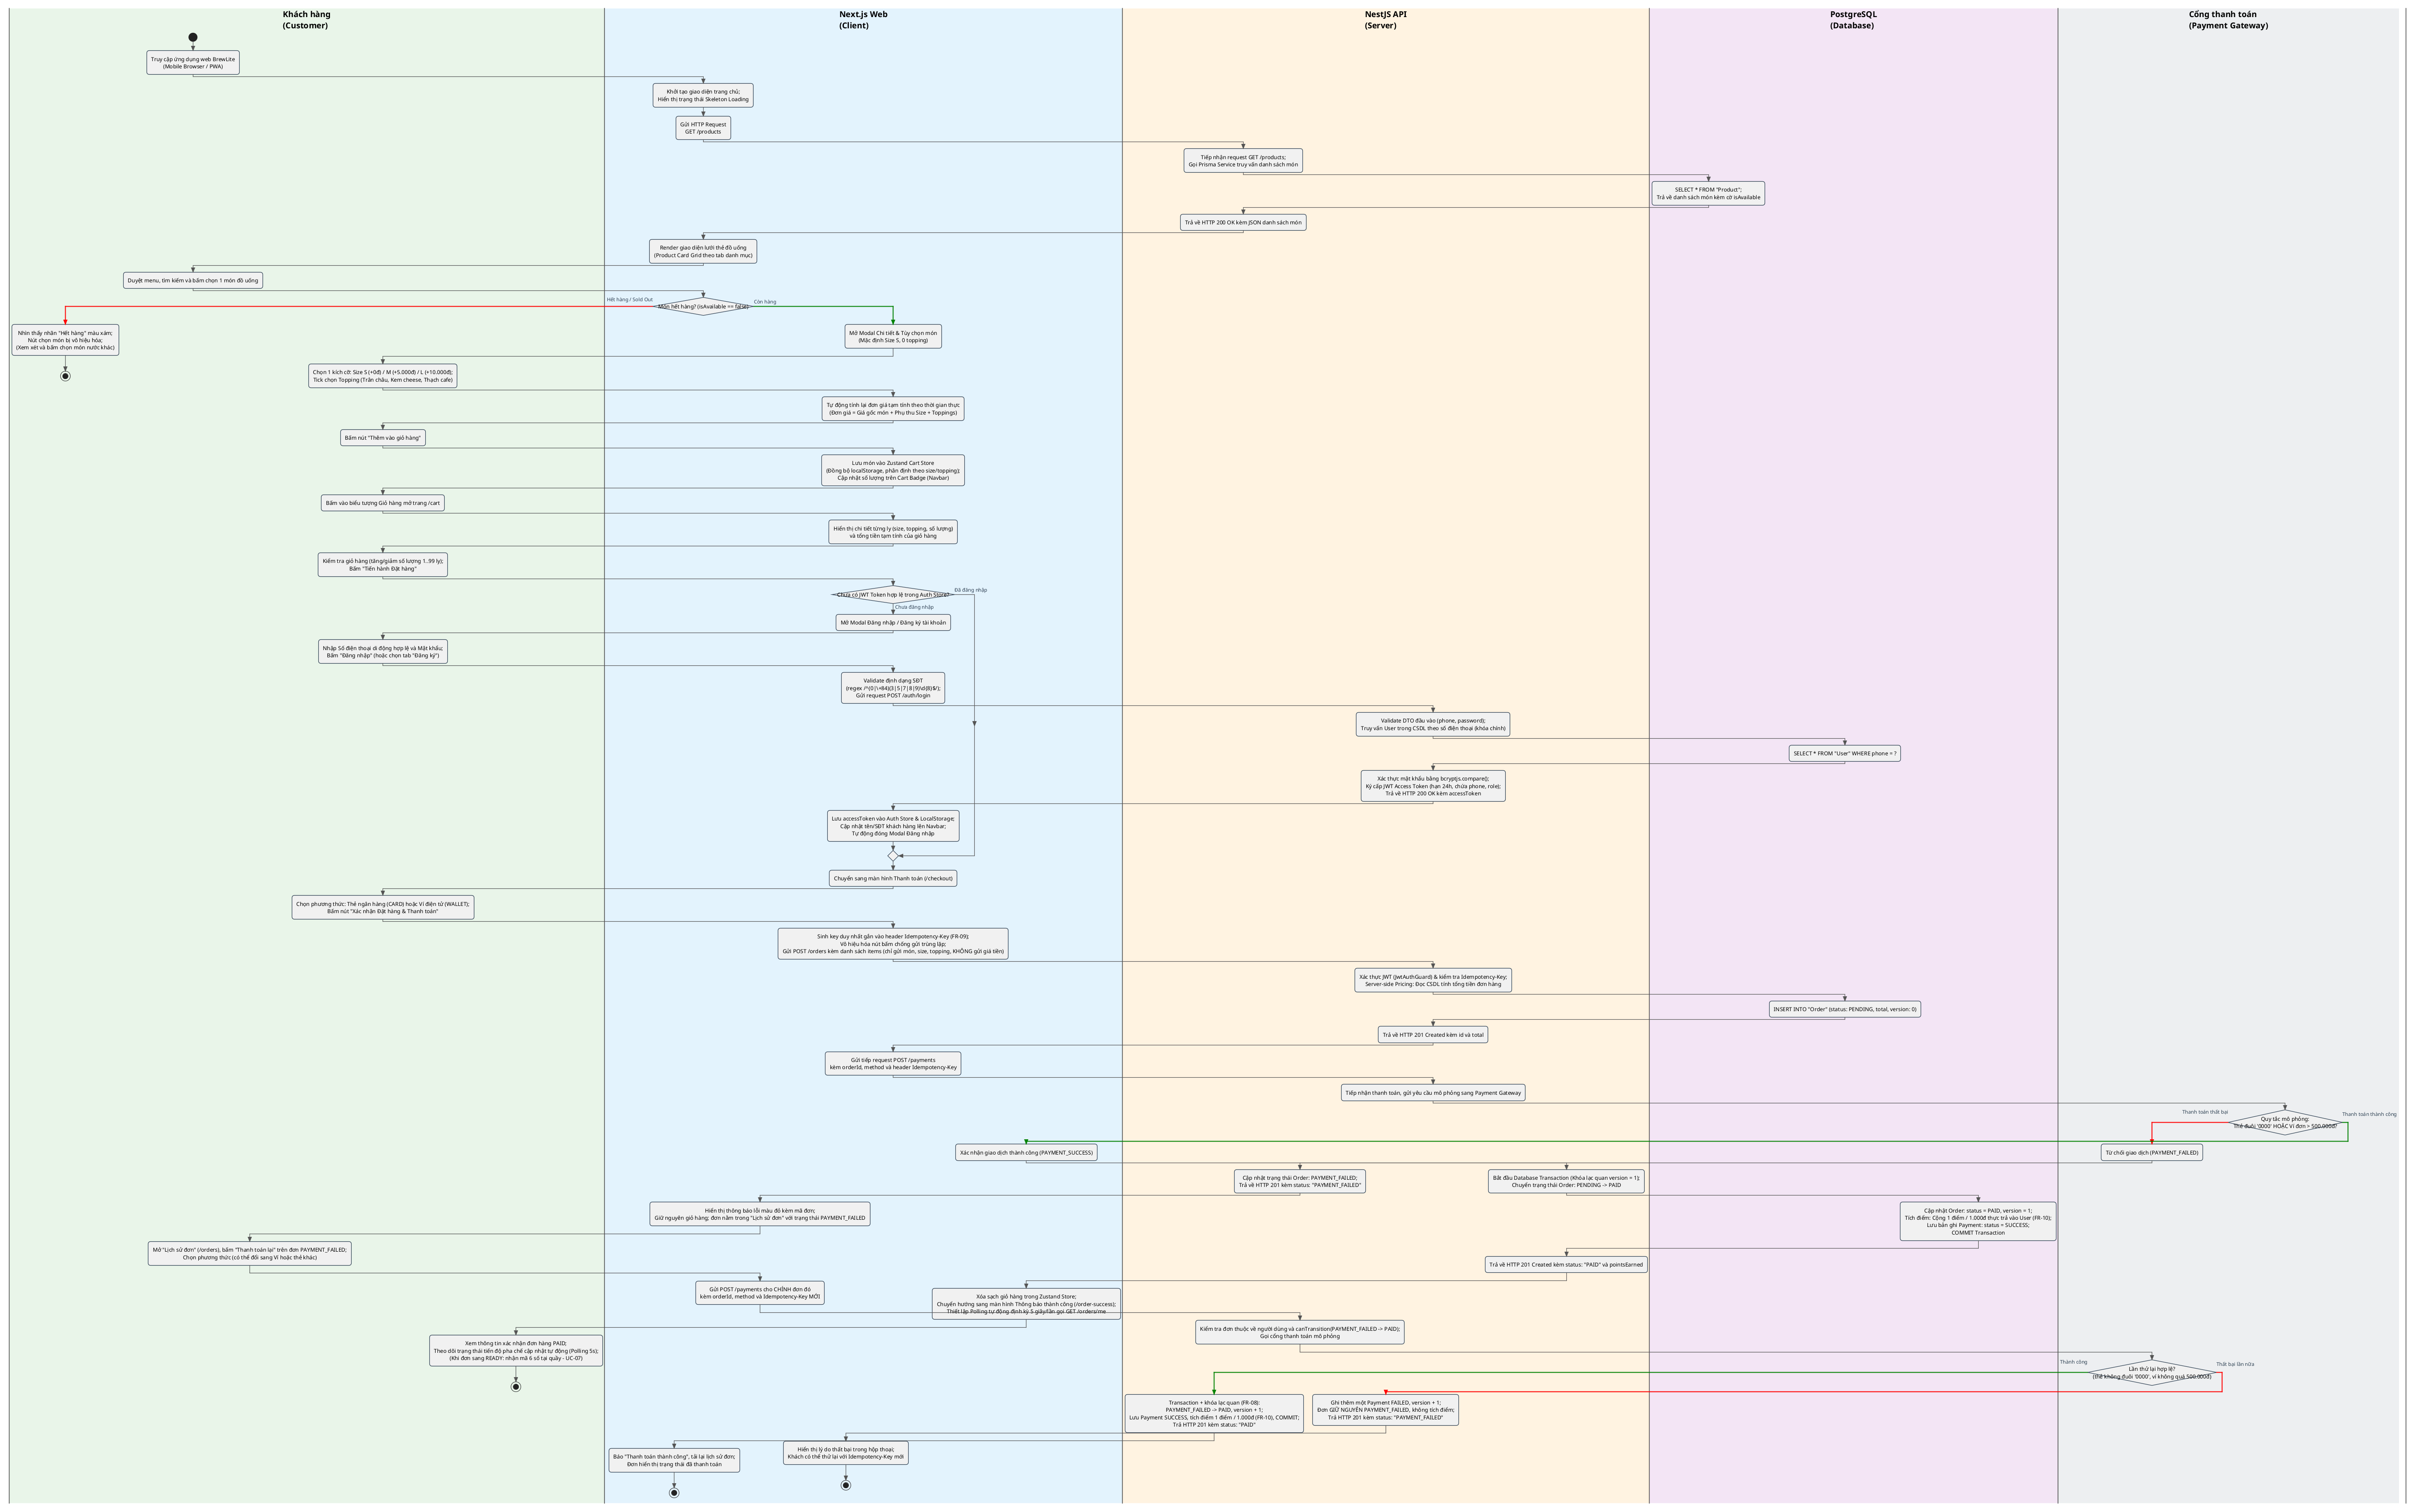 Khách hàng
(Customer)
Next.js Web
(Client)
NestJS API
(Server)
PostgreSQL
(Database)
Cổng thanh toán
(Payment Gateway)
Truy cập ứng dụng web BrewLite
(Mobile Browser / PWA)
Khởi tạo giao diện trang chủ;
Hiển thị trạng thái Skeleton Loading
Gửi HTTP Request
GET /products
Tiếp nhận request GET /products;
Gọi Prisma Service truy vấn danh sách món
SELECT * FROM "Product";
Trả về danh sách món kèm cờ isAvailable
Trả về HTTP 200 OK kèm JSON danh sách món
Render giao diện lưới thẻ đồ uống
(Product Card Grid theo tab danh mục)
Duyệt menu, tìm kiếm và bấm chọn 1 món đồ uống
Hết hàng / Sold Out
Món hết hàng? (isAvailable == false)
Còn hàng
Nhìn thấy nhãn "Hết hàng" màu xám;
Nút chọn món bị vô hiệu hóa;
(Xem xét và bấm chọn món nước khác)
Mở Modal Chi tiết & Tùy chọn món
(Mặc định Size S, 0 topping)
Chọn 1 kích cỡ: Size S (+0đ) / M (+5.000đ) / L (+10.000đ);
Tick chọn Topping (Trân châu, Kem cheese, Thạch cafe)
Tự động tính lại đơn giá tạm tính theo thời gian thực
(Đơn giá = Giá gốc món + Phụ thu Size + Toppings)
Bấm nút "Thêm vào giỏ hàng"
Lưu món vào Zustand Cart Store
(Đồng bộ localStorage, phân định theo size/topping);
Cập nhật số lượng trên Cart Badge (Navbar)
Bấm vào biểu tượng Giỏ hàng mở trang /cart
Hiển thị chi tiết từng ly (size, topping, số lượng)
và tổng tiền tạm tính của giỏ hàng
Kiểm tra giỏ hàng (tăng/giảm số lượng 1..99 ly);
Bấm "Tiến hành Đặt hàng"
Chưa có JWT Token hợp lệ trong Auth Store?
Đã đăng nhập
Chưa đăng nhập
Mở Modal Đăng nhập / Đăng ký tài khoản
Nhập Số điện thoại di động hợp lệ và Mật khẩu;
Bấm "Đăng nhập" (hoặc chọn tab "Đăng ký")
Validate định dạng SĐT
(regex /^(0|\+84)(3|5|7|8|9)\d{8}$/);
Gửi request POST /auth/login
Validate DTO đầu vào (phone, password);
Truy vấn User trong CSDL theo số điện thoại (khóa chính)
SELECT * FROM "User" WHERE phone = ?
Xác thực mật khẩu bằng bcryptjs.compare();
Ký cấp JWT Access Token (hạn 24h, chứa phone, role);
Trả về HTTP 200 OK kèm accessToken
Lưu accessToken vào Auth Store & LocalStorage;
Cập nhật tên/SĐT khách hàng lên Navbar;
Tự động đóng Modal Đăng nhập
Chuyển sang màn hình Thanh toán (/checkout)
Chọn phương thức: Thẻ ngân hàng (CARD) hoặc Ví điện tử (WALLET);
Bấm nút "Xác nhận Đặt hàng & Thanh toán"
Sinh key duy nhất gắn vào header Idempotency-Key (FR-09);
Vô hiệu hóa nút bấm chống gửi trùng lặp;
Gửi POST /orders kèm danh sách items (chỉ gửi món, size, topping, KHÔNG gửi giá tiền)
Xác thực JWT (JwtAuthGuard) & kiểm tra Idempotency-Key;
Server-side Pricing: Đọc CSDL tính tổng tiền đơn hàng
INSERT INTO "Order" (status: PENDING, total, version: 0)
Trả về HTTP 201 Created kèm id và total
Gửi tiếp request POST /payments
kèm orderId, method và header Idempotency-Key
Tiếp nhận thanh toán, gửi yêu cầu mô phỏng sang Payment Gateway
Thanh toán thất bại
Quy tắc mô phỏng:
Thẻ đuôi '0000' HOẶC Ví đơn > 500.000đ?
Thanh toán thành công
Xác nhận giao dịch thành công (PAYMENT_SUCCESS)
Từ chối giao dịch (PAYMENT_FAILED)
Cập nhật trạng thái Order: PAYMENT_FAILED;
Trả về HTTP 201 kèm status: "PAYMENT_FAILED"
Bắt đầu Database Transaction (Khóa lạc quan version = 1);
Chuyển trạng thái Order: PENDING -> PAID
Hiển thị thông báo lỗi màu đỏ kèm mã đơn;
Giữ nguyên giỏ hàng; đơn nằm trong "Lịch sử đơn" với trạng thái PAYMENT_FAILED
Cập nhật Order: status = PAID, version = 1;
Tích điểm: Cộng 1 điểm / 1.000đ thực trả vào User (FR-10);
Lưu bản ghi Payment: status = SUCCESS;
COMMIT Transaction
Mở "Lịch sử đơn" (/orders), bấm "Thanh toán lại" trên đơn PAYMENT_FAILED;
Chọn phương thức (có thể đổi sang Ví hoặc thẻ khác)
Trả về HTTP 201 Created kèm status: "PAID" và pointsEarned
Gửi POST /payments cho CHÍNH đơn đó
kèm orderId, method và Idempotency-Key MỚI
Xóa sạch giỏ hàng trong Zustand Store;
Chuyển hướng sang màn hình Thông báo thành công (/order-success);
Thiết lập Polling tự động định kỳ 5 giây/lần gọi GET /orders/me
Kiểm tra đơn thuộc về người dùng và canTransition(PAYMENT_FAILED -> PAID);
Gọi cổng thanh toán mô phỏng
Xem thông tin xác nhận đơn hàng PAID;
Theo dõi trạng thái tiến độ pha chế cập nhật tự động (Polling 5s);
(Khi đơn sang READY: nhận mã 6 số tại quầy - UC-07)
Thành công
Lần thử lại hợp lệ?
(thẻ không đuôi '0000', ví không quá 500.000đ)
Thất bại lần nữa
Transaction + khóa lạc quan (FR-08):
PAYMENT_FAILED -> PAID, version + 1;
Lưu Payment SUCCESS, tích điểm 1 điểm / 1.000đ (FR-10), COMMIT;
Trả HTTP 201 kèm status: "PAID"
Ghi thêm một Payment FAILED, version + 1;
Đơn GIỮ NGUYÊN PAYMENT_FAILED, không tích điểm;
Trả HTTP 201 kèm status: "PAYMENT_FAILED"
Báo "Thanh toán thành công", tải lại lịch sử đơn;
Đơn hiển thị trạng thái đã thanh toán
Hiển thị lý do thất bại trong hộp thoại;
Khách có thể thử lại với Idempotency-Key mới